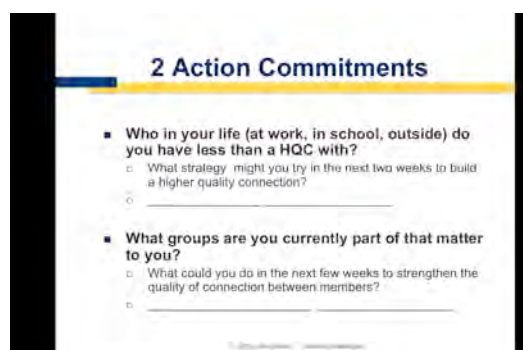 2 Action Commitments
Who in your life (at work, in school, outside) do
you have less than a HQC with?
What strategy might you try in the next two weeks to build
a higher quality connection?
What groups are you currently part of that matter
to you?
What could you do in the next few weeks to strengthen the
quality of connection between members?